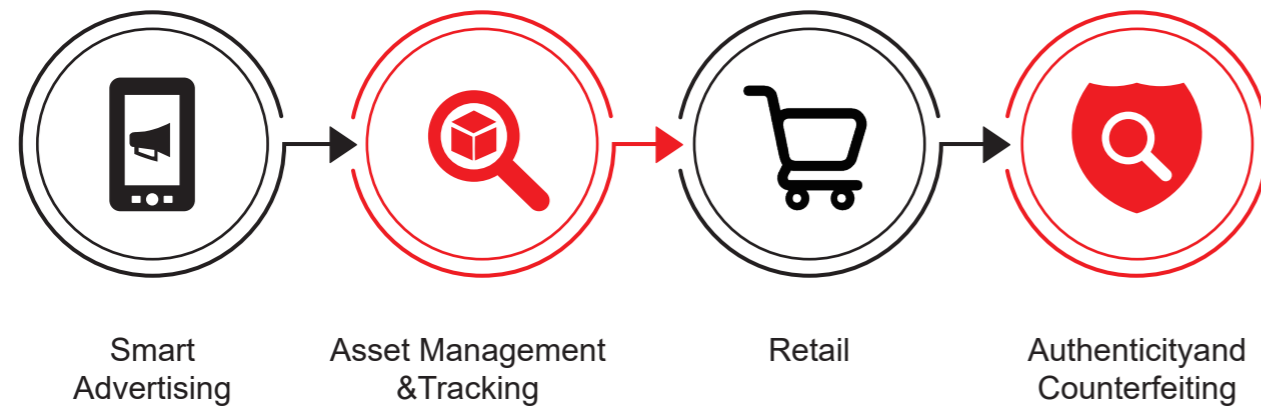 Smart
Advertising
Asset Management
&Tracking
Retail
Authenticityand
Counterfeiting